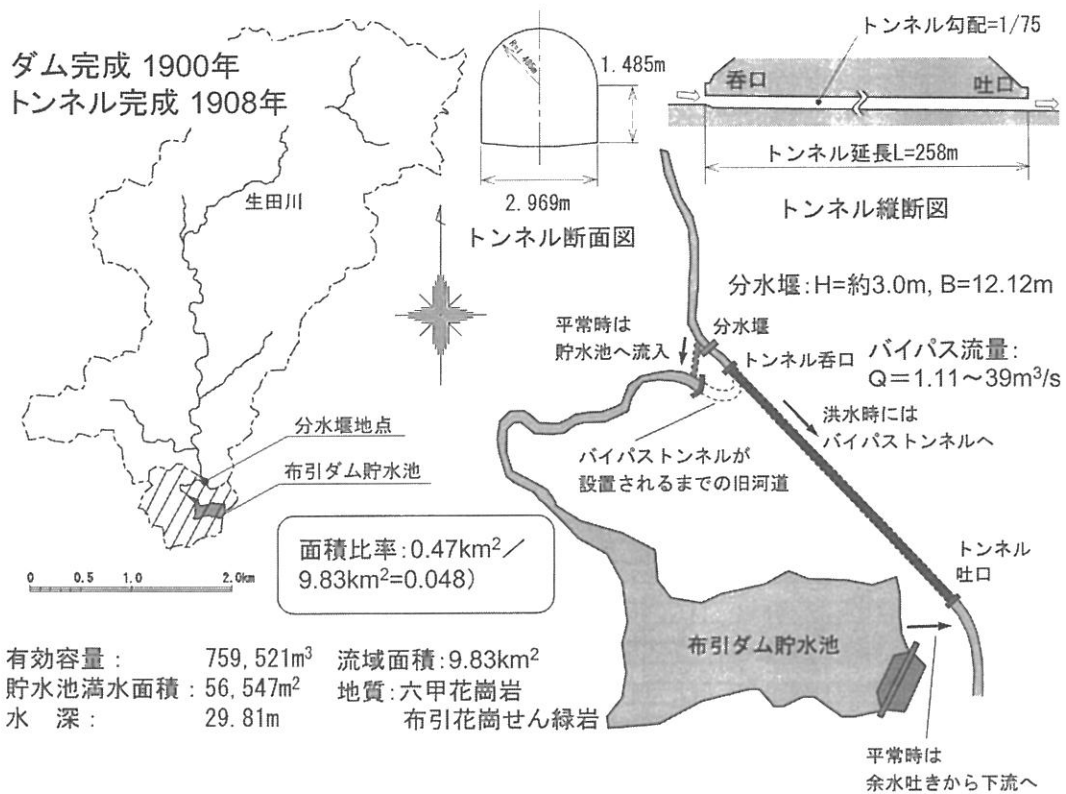 ダム完成 1900年
トンネル完成 1908年
生田川
分水堰地点
布引ダム貯水池
0 0.5 1.0 2.0km
面積比率:0.47km²/
9.83km²=0.048)
有効容量: 759,521m³
貯水池満水面積:56,547m²
水 深: 29.81m
流域面積:9.83km²
地質:六甲花崗岩
布引花崗せん緑岩
R=1.485m
1.485m
2.969m
トンネル断面図
トンネル勾配=1/75
呑口
吐口
トンネル延長L=258m
トンネル縦断図
分水堰:H=約3.0m, B=12.12m
平常時は
貯水池へ流入
分水堰
トンネル呑口
バイパス流量:
Q=1.11~39m³/s
洪水時には
バイパストンネルへ
バイパストンネルが
設置されるまでの旧河道
トンネル
吐口
布引ダム貯水池
平常時は
余水吐きから下流へ